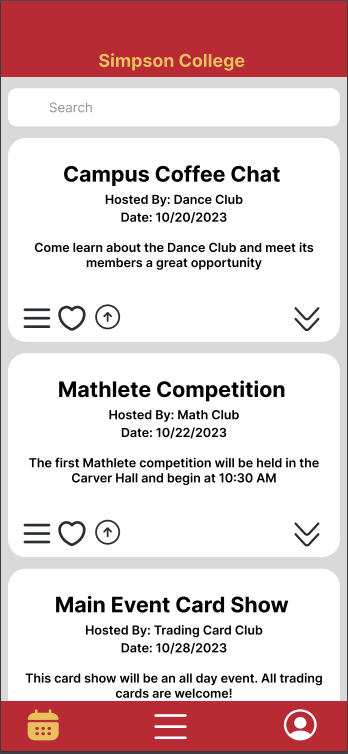 Simpson College
Search
Campus Coffee Chat
Hosted By: Dance Club
Date: 10/20/2023
Come learn about the Dance Club and meet its
members a great opportunity
Mathlete Competition
Hosted By: Math Club
Date: 10/22/2023
The first Mathlete competition will be held in the
Carver Hall and begin at 10:30 AM
Main Event Card Show
Hosted By: Trading Card Club
Date: 10/28/2023
This card show will be an all day event. All trading
cards are welcome!